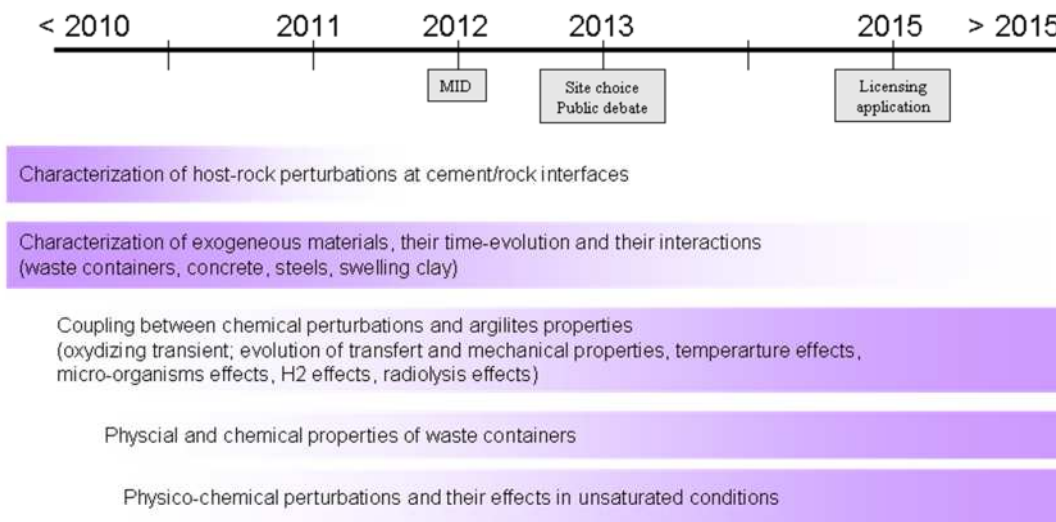 < 2010 2011 2012 2013 2015 > 2015
MID
Site choice
Public debate
Licensing
application
Characterization of host-rock perturbations at cement/rock interfaces
Characterization of exogeneous materials, their time-evolution and their interactions
(waste containers, concrete, steels, swelling clay)
Coupling between chemical perturbations and argilites properties
(oxydizing transient; evolution of transfert and mechanical properties, temperarture effects,
micro-organisms effects, H2 effects, radiolysis effects)
Physcial and chemical properties of waste containers
Physico-chemical perturbations and their effects in unsaturated conditions